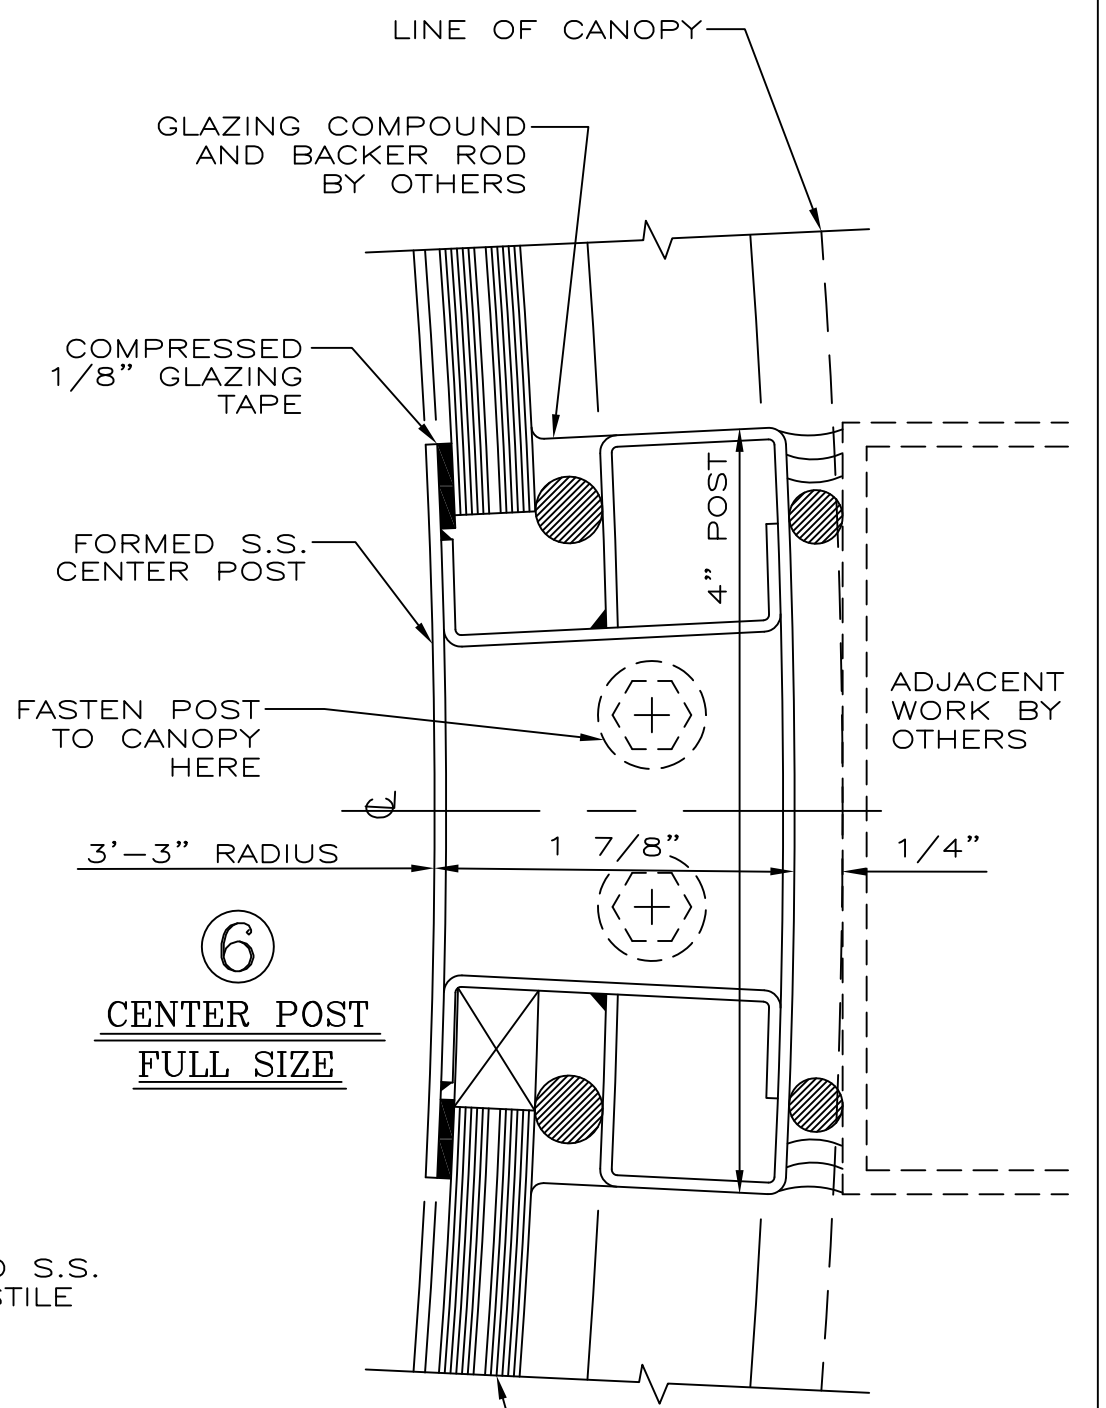 LINE OF CANOPY
GLAZING COMPOUND
AND BACKER ROD
BY OTHERS
COMPRESSED
1/8” GLAZING
TAPE
4” POST
FORMED S.S.
CENTER POST
FASTEN POST
TO CANOPY
HERE
ADJACENT
WORK BY
OTHERS
℄
3’-3” RADIUS
1 7/8”
1/4”
6
CENTER POST
FULL SIZE
S.S.
STILE